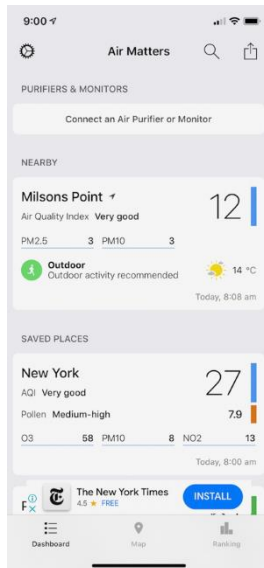 9:00
Air Matters
PURIFIERS & MONITORS
Connect an Air Purifier or Monitor
NEARBY
Milsons Point
12
Air Quality Index Very good
PM2.5 3 PM10 3
Outdoor
Outdoor activity recommended
14 °C
Today, 8:08 am
SAVED PLACES
New York
27
AQI Very good
Pollen Medium-high 7.9
O3 58 PM10 8 NO2 13
Today, 8:00 am
The New York Times
4.5 ★ FREE
INSTALL
Dashboard Map Ranking